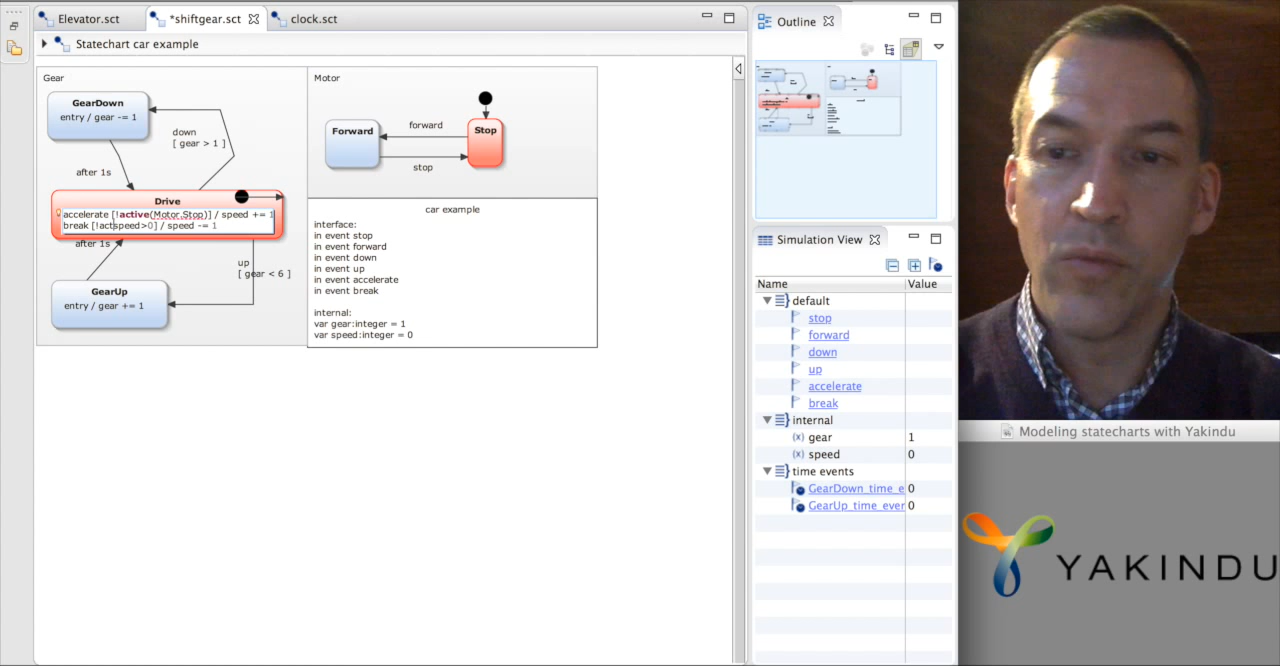 Elevator.sct
*shiftgear.sct
clock.sct
Statechart car example
Gear
GearDown
entry / gear -= 1
down
[ gear > 1 ]
after 1s
Drive
accelerate [!active(Motor.Stop)] / speed += 1
break [!actspeed>0] / speed -= 1
after 1s
up
[ gear < 6 ]
GearUp
entry / gear += 1
Motor
Forward
forward
Stop
stop
car example
interface:
in event stop
in event forward
in event down
in event up
in event accelerate
in event break
internal:
var gear:integer = 1
var speed:integer = 0
Outline
Simulation View
Name Value
default
stop
forward
down
up
accelerate
break
internal
gear 1
speed 0
time events
GearDown_time_e 0
GearUp_time_ever 0
Modeling statecharts with Yakindu
YAKINDU